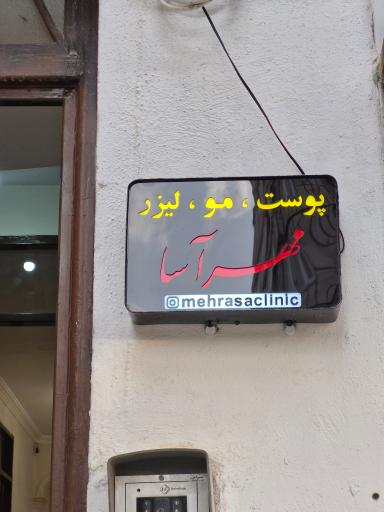 پوست ، مو ، لیزر
مهرآسا
mehrasaclinic